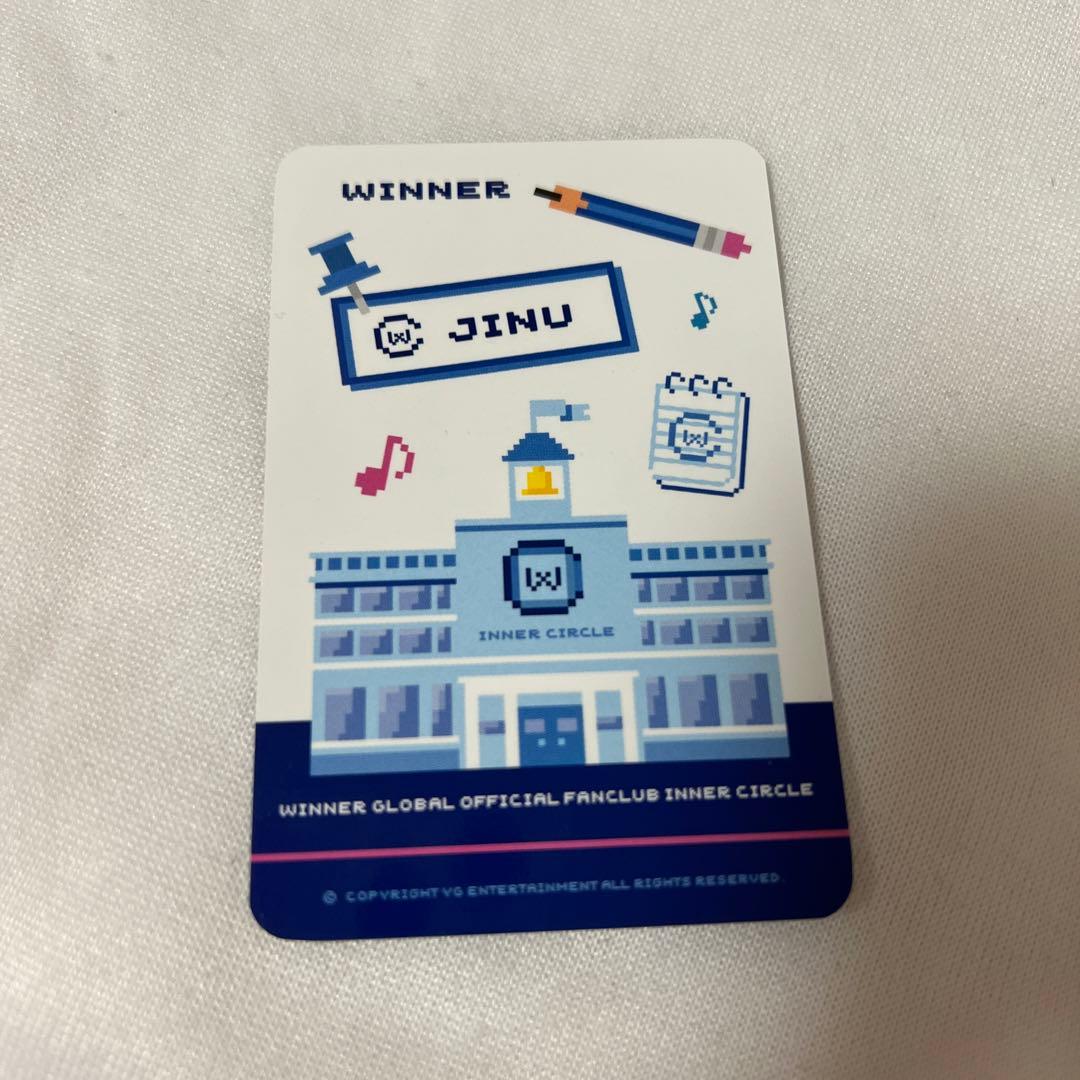 WINNER
JINU
INNER CIRCLE
WINNER GLOBAL OFFICIAL FANCLUB INNER CIRCLE
© COPYRIGHT YG ENTERTAINMENT ALL RIGHTS RESERVED.